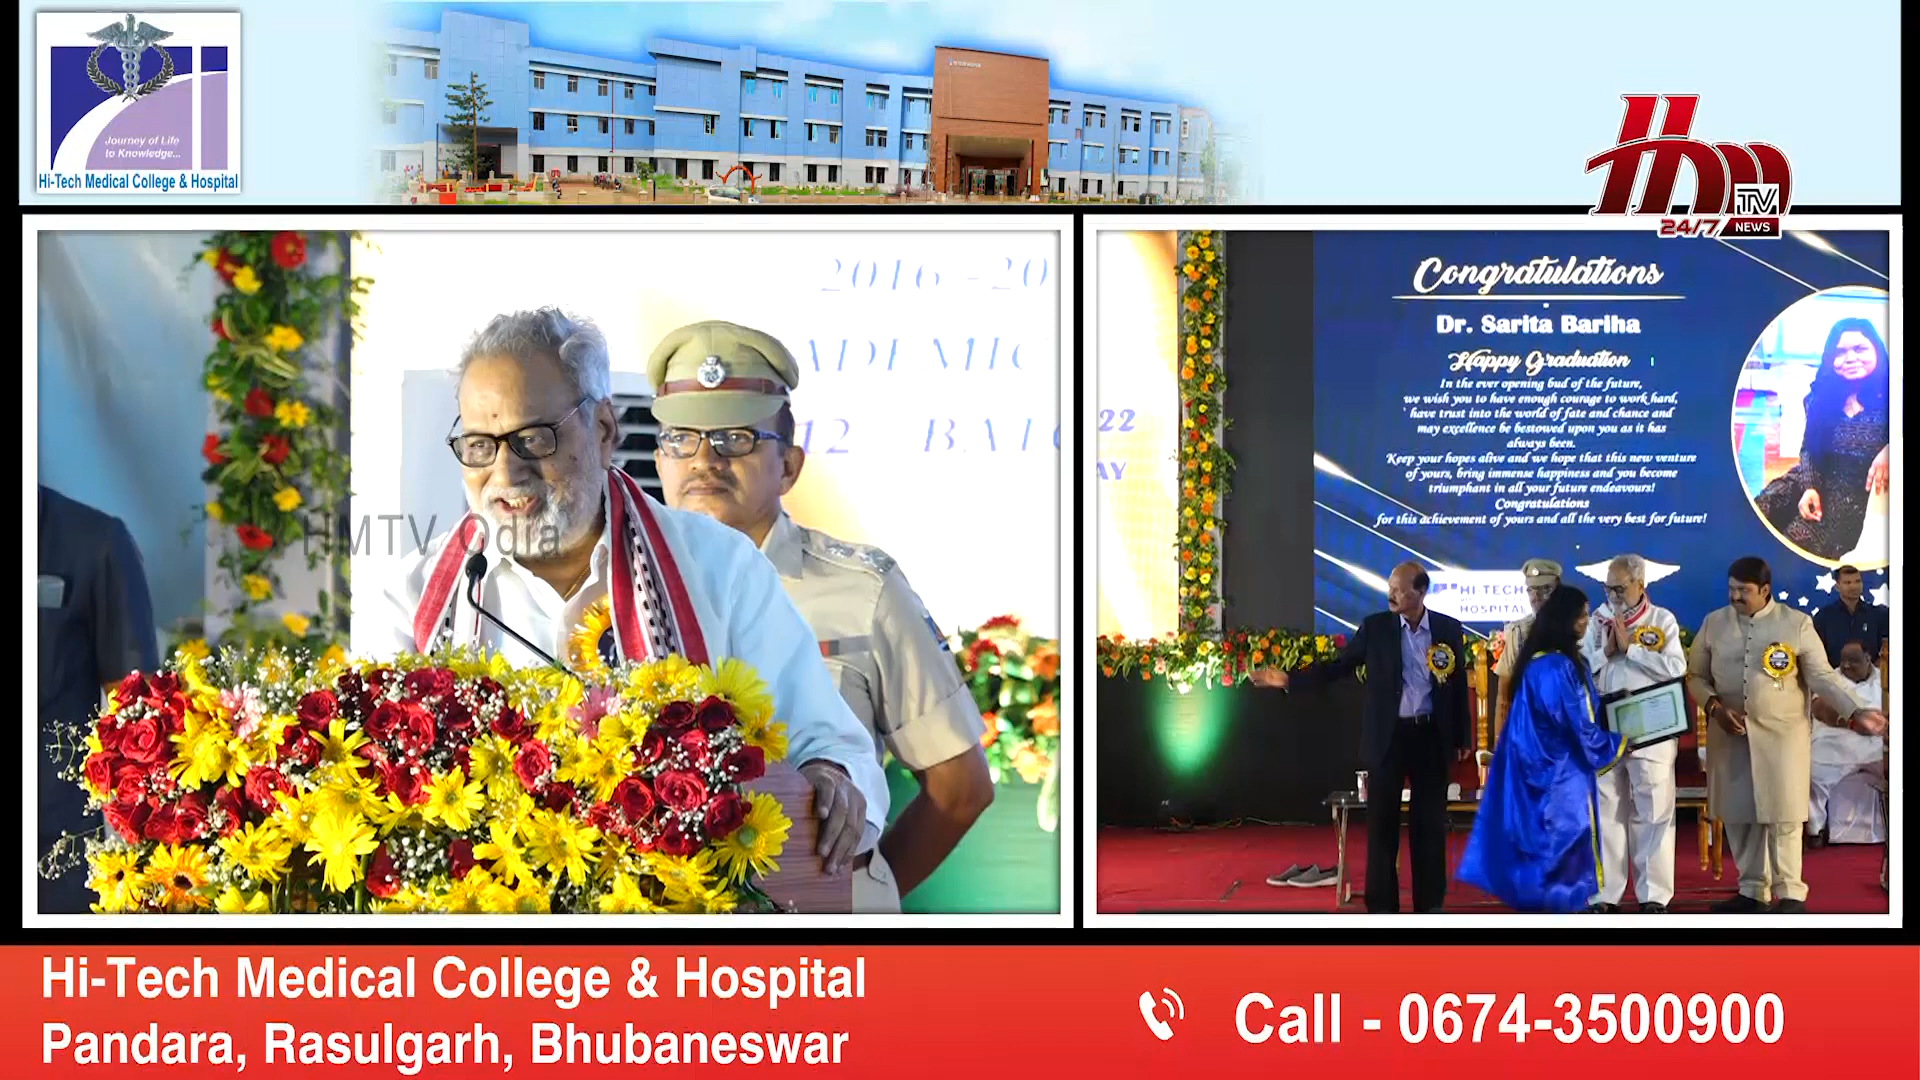 Journey of Life
to Knowledge...
Hi-Tech Medical College & Hospital
HM
TV
24/7 NEWS
2016 -20
ADEMIC
12 BATC
HMTV Odia
22
AY
Congratulations
Dr. Sarita Bariha
Happy Graduation
In the ever opening bud of the future,
we wish you to have enough courage to work hard,
have trust into the world of fate and chance and
may excellence be bestowed upon you as it has
always been.
Keep your hopes alive and we hope that this new venture
of yours, bring immense happiness and you become
triumphant in all your future endeavours!
Congratulations
for this achievement of yours and all the very best for future!
HI-TECH
HOSPITAL
Hi-Tech Medical College & Hospital
Pandara, Rasulgarh, Bhubaneswar
Call - 0674-3500900